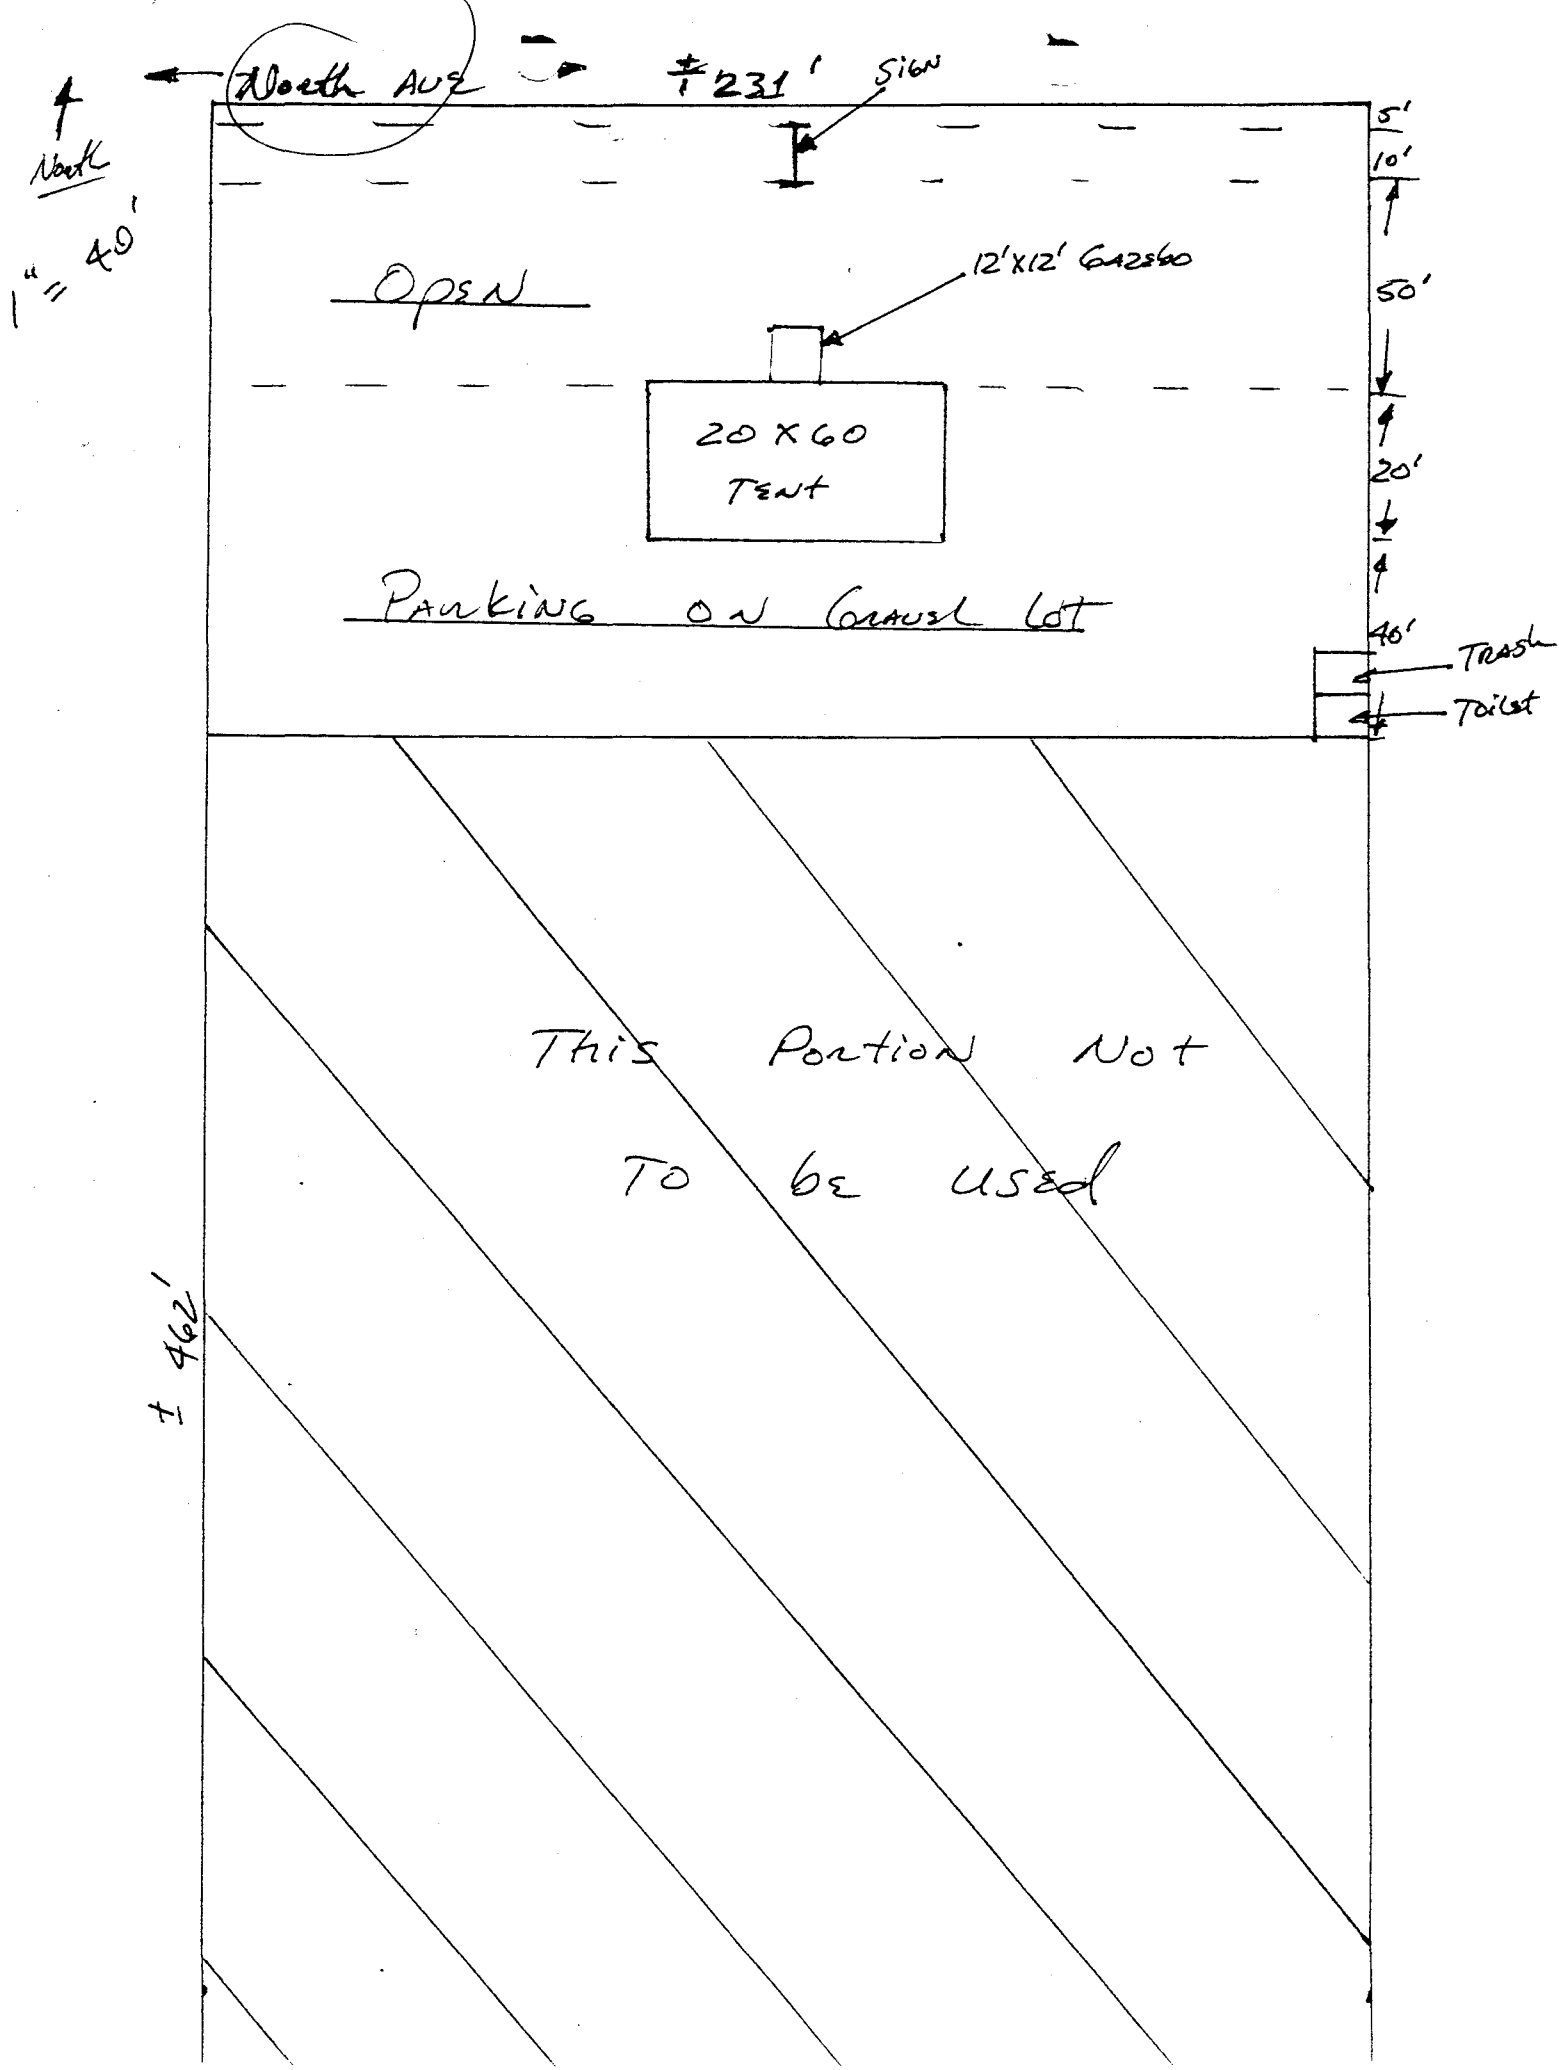 North Ave ± 231'
Sign
North
1" = 40'
5'
10'
Open
12'x12' Gazebo
50'
20 x 60
Tent
20'
Parking on Gravel Lot
40'
Trash
Toilet
This Portion Not
To be used
± 462'